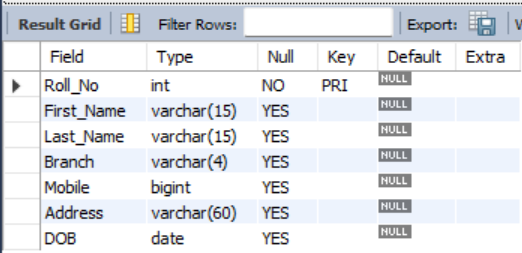 Result Grid Filter Rows: Export:
Field Type Null Key Default Extra
Roll_No int NO PRI NULL
First_Name varchar(15) YES NULL
Last_Name varchar(15) YES NULL
Branch varchar(4) YES NULL
Mobile bigint YES NULL
Address varchar(60) YES NULL
DOB date YES NULL